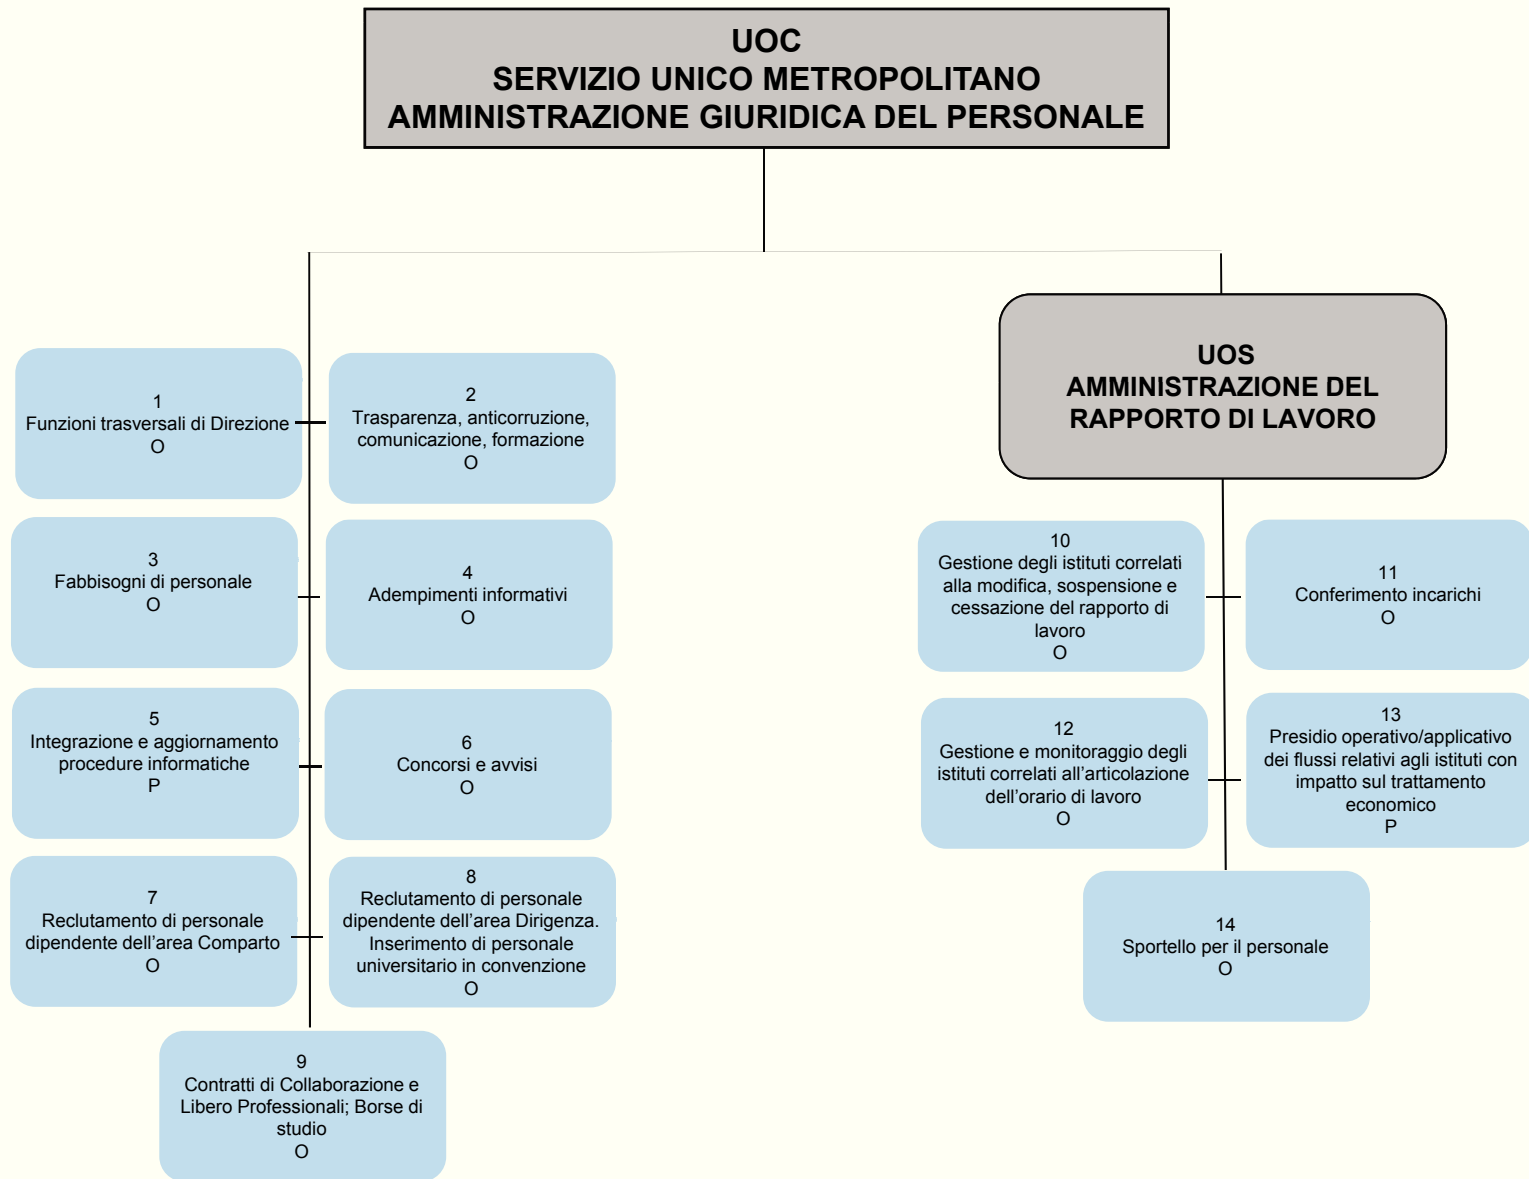 UOC
SERVIZIO UNICO METROPOLITANO
AMMINISTRAZIONE GIURIDICA DEL PERSONALE
1
Funzioni trasversali di Direzione
O
2
Trasparenza, anticorruzione,
comunicazione, formazione
O
3
Fabbisogni di personale
O
4
Adempimenti informativi
O
5
Integrazione e aggiornamento
procedure informatiche
P
6
Concorsi e avvisi
O
7
Reclutamento di personale
dipendente dell’area Comparto
O
8
Reclutamento di personale
dipendente dell’area Dirigenza.
Inserimento di personale
universitario in convenzione
O
9
Contratti di Collaborazione e
Libero Professionali; Borse di
studio
O
UOS
AMMINISTRAZIONE DEL
RAPPORTO DI LAVORO
10
Gestione degli istituti correlati
alla modifica, sospensione e
cessazione del rapporto di
lavoro
O
11
Conferimento incarichi
O
12
Gestione e monitoraggio degli
istituti correlati all’articolazione
dell’orario di lavoro
O
13
Presidio operativo/applicativo
dei flussi relativi agli istituti con
impatto sul trattamento
economico
P
14
Sportello per il personale
O